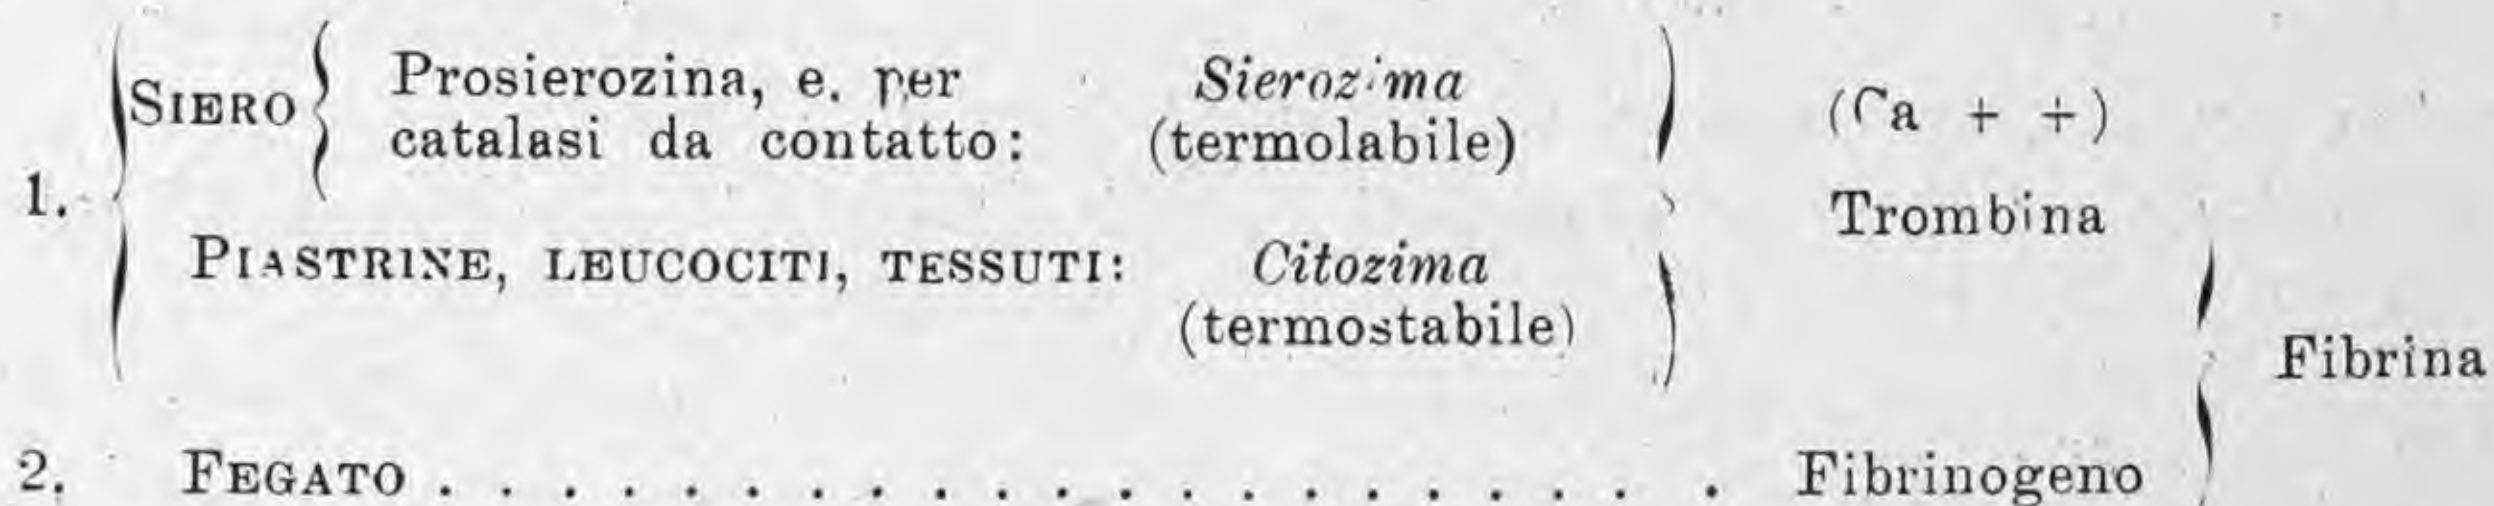 SIERO Prosierozina, e. per Sierozima (Ca + +)
catalasi da contatto: (termolabile)
1. Trombina
PIASTRINE, LEUCOCITI, TESSUTI: Citozima
(termostabile)
Fibrina
2. FEGATO . . . . . . . . . . . . . . . . . . . . . Fibrinogeno